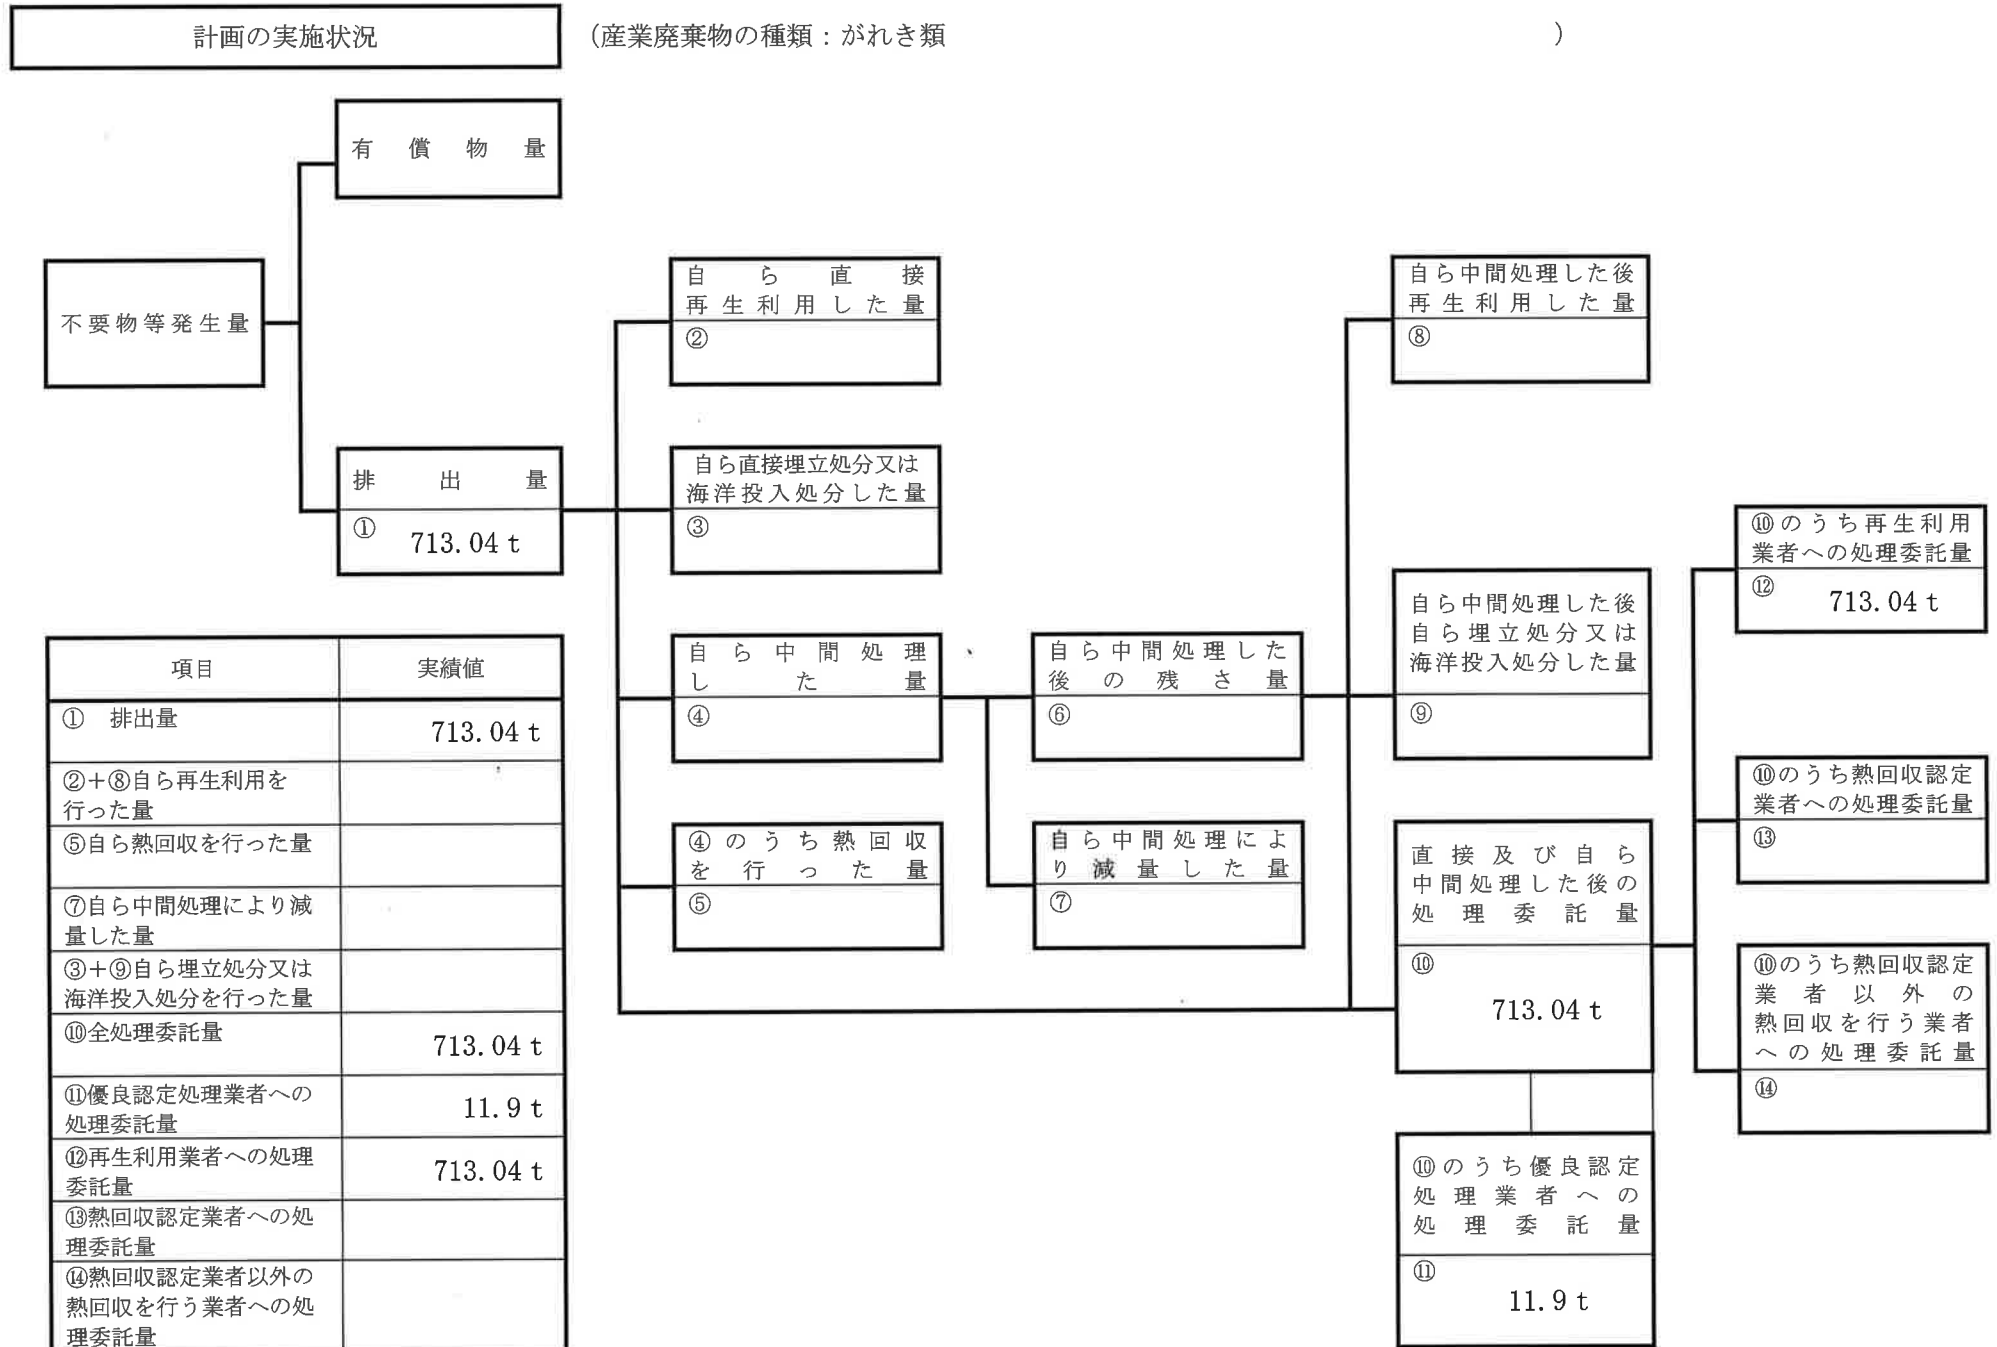 計画の実施状況
(産業廃棄物の種類：がれき類 )
有償物量
不要物等発生量
排出量
① 713.04 t
自ら直接
再生利用した量
②
自ら直接埋立処分又は
海洋投入処分した量
③
自ら中間処理
した量
④
④のうち熱回収
を行った量
⑤
自ら中間処理した
後の残さ量
⑥
自ら中間処理によ
り減量した量
⑦
自ら中間処理した後
再生利用した量
⑧
自ら中間処理した後
自ら埋立処分又は
海洋投入処分した量
⑨
直接及び自ら
中間処理した後の
処理委託量
⑩
713.04 t
⑩のうち優良認定
処理業者への
処理委託量
⑪
11.9 t
⑩のうち再生利用
業者への処理委託量
⑫
713.04 t
⑩のうち熱回収認定
業者への処理委託量
⑬
⑩のうち熱回収認定
業者以外の
熱回収を行う業者
への処理委託量
⑭
項目 実績値
① 排出量 713.04 t
②＋⑧自ら再生利用を
行った量
⑤自ら熱回収を行った量
⑦自ら中間処理により減
量した量
③＋⑨自ら埋立処分又は
海洋投入処分を行った量
⑩全処理委託量 713.04 t
⑪優良認定処理業者への
処理委託量 11.9 t
⑫再生利用業者への処理
委託量 713.04 t
⑬熱回収認定業者への処
理委託量
⑭熱回収認定業者以外の
熱回収を行う業者への処
理委託量